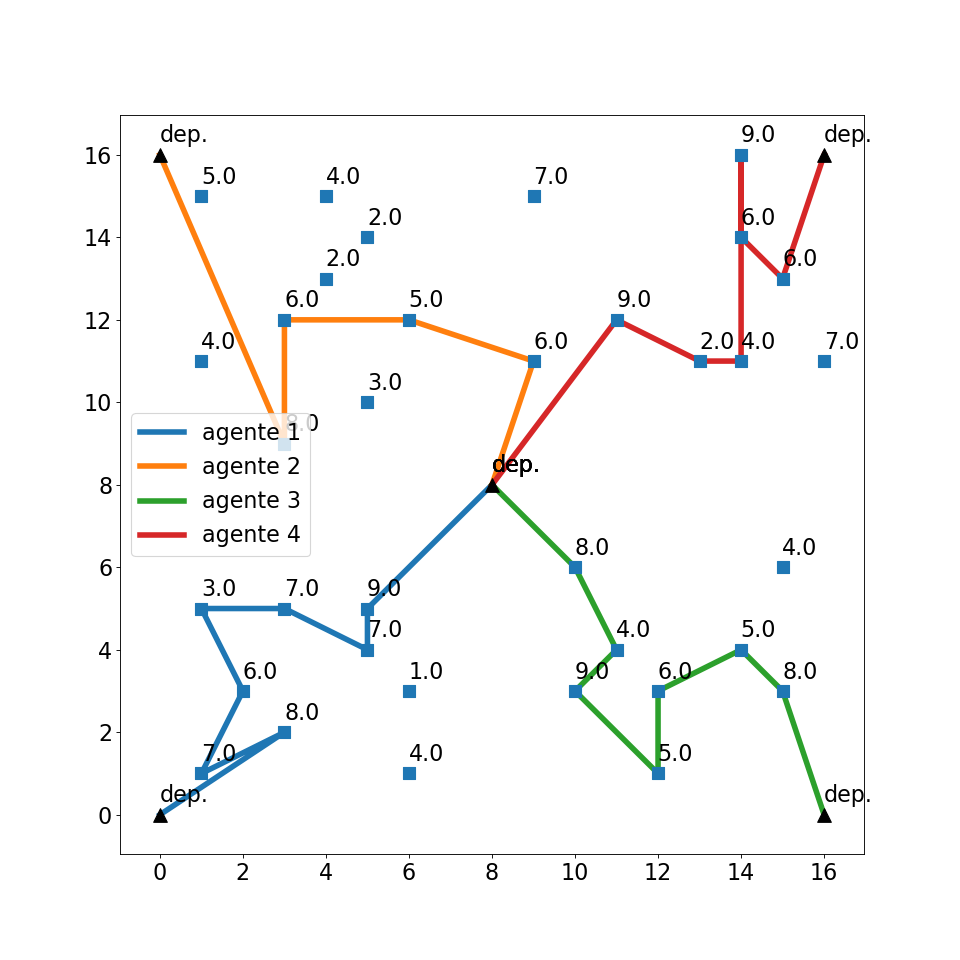 9.0
dep. dep.
16
5.0 4.0 7.0
2.0 6.0
14
2.0 6.0
6.0 5.0 9.0
12
4.0 6.0 2.0 4.0 7.0
3.0
10
8.0
agente 1
agente 2
dep.
8
agente 3
agente 4
8.0 4.0
6
3.0 7.0 9.0
7.0 4.0 5.0
4
6.0 1.0 9.0 6.0 8.0
8.0
2
7.0 4.0 5.0
dep. dep.
0
0 2 4 6 8 10 12 14 16